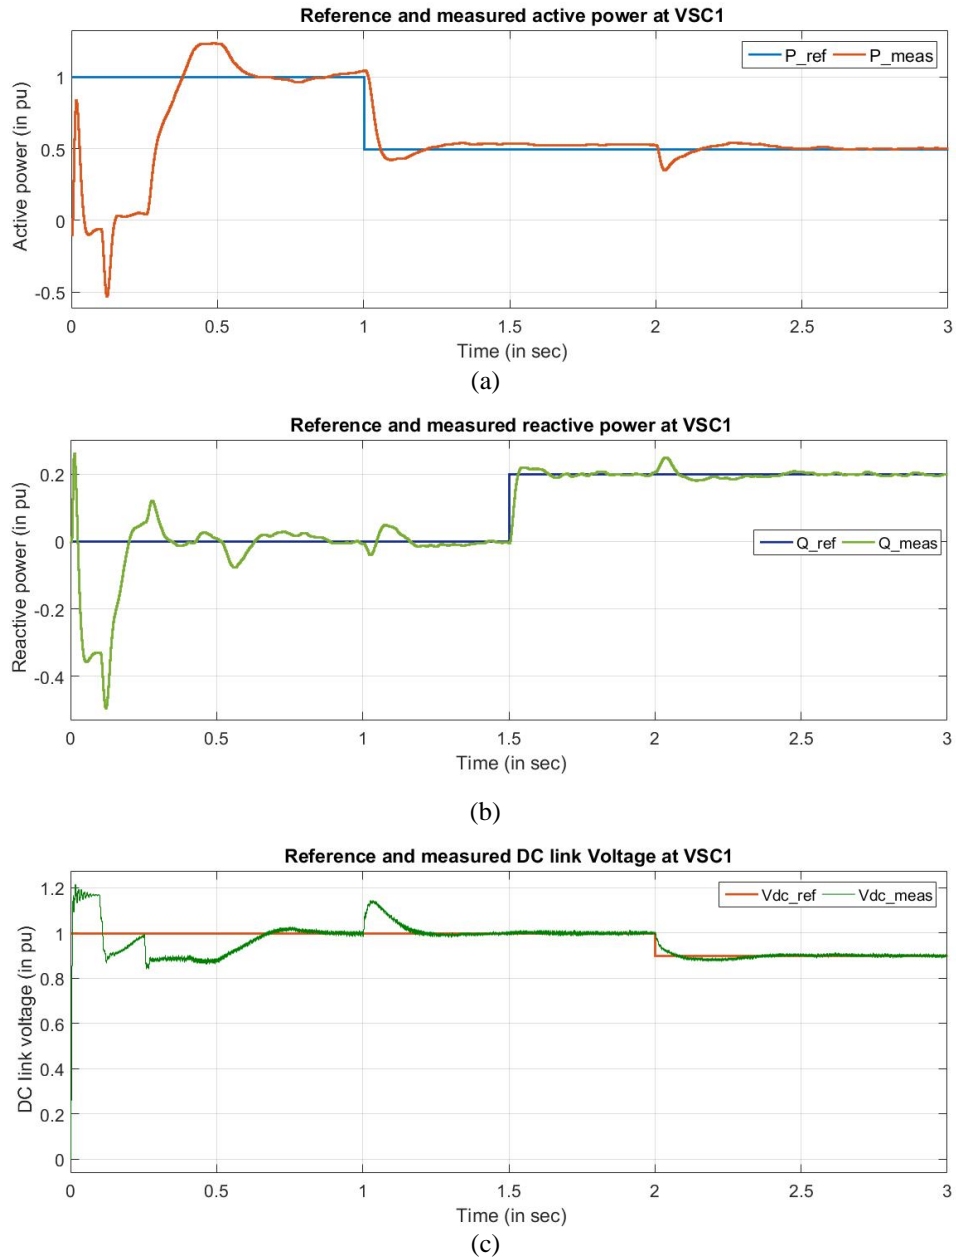 Reference and measured active power at VSC1
P_ref P_meas
Active power (in pu)
1
0.5
0
-0.5
0 0.5 1 1.5 2 2.5 3
Time (in sec)
(a)
Reference and measured reactive power at VSC1
Q_ref Q_meas
Reactive power (in pu)
0.2
0
-0.2
-0.4
0 0.5 1 1.5 2 2.5 3
Time (in sec)
(b)
Reference and measured DC link Voltage at VSC1
Vdc_ref Vdc_meas
DC link voltage (in pu)
1.2
1
0.8
0.6
0.4
0.2
0
0 0.5 1 1.5 2 2.5 3
Time (in sec)
(c)